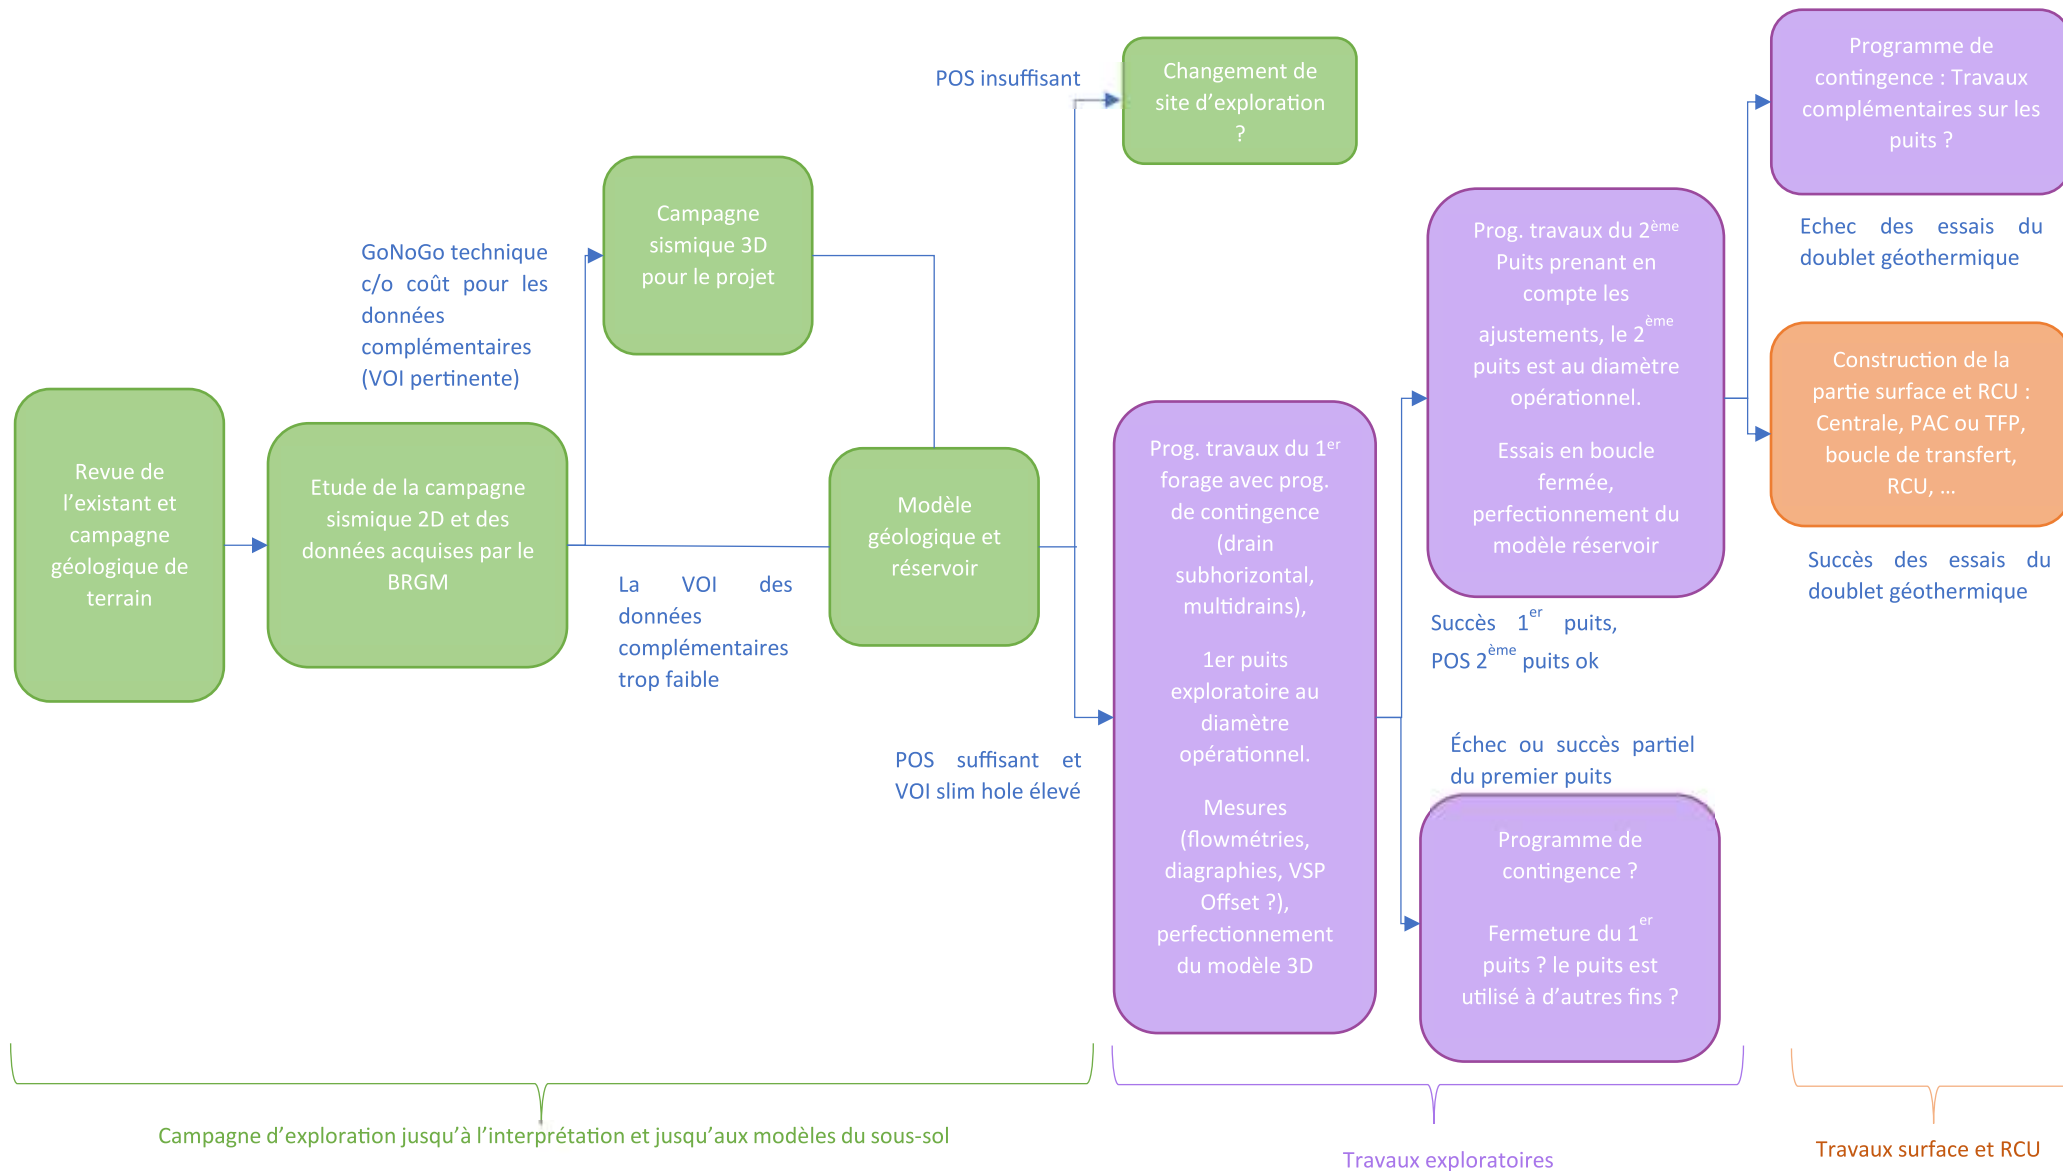 Revue de
l’existant et
campagne
géologique de
terrain
Etude de la campagne
sismique 2D et des
données acquises par le
BRGM
GoNoGo technique
c/o coût pour les
données
complémentaires
(VOI pertinente)
Campagne
sismique 3D
pour le projet
La VOI des
données
complémentaires
trop faible
Modèle
géologique et
réservoir
POS insuffisant
Changement de
site d’exploration
?
POS suffisant et
VOI slim hole élevé
Prog. travaux du 1er
forage avec prog.
de contingence
(drain
subhorizontal,
multidrains),
1er puits
exploratoire au
diamètre
opérationnel.
Mesures
(flowmétries,
diagraphies, VSP
Offset ?),
perfectionnement
du modèle 3D
Prog. travaux du 2ème
Puits prenant en
compte les
ajustements, le 2ème
puits est au diamètre
opérationnel.
Essais en boucle
fermée,
perfectionnement du
modèle réservoir
Succès 1er puits,
POS 2ème puits ok
Échec ou succès partiel
du premier puits
Programme de
contingence ?
Fermeture du 1er
puits ? le puits est
utilisé à d’autres fins ?
Programme de
contingence : Travaux
complémentaires sur les
puits ?
Echec des essais du
doublet géothermique
Construction de la
partie surface et RCU :
Centrale, PAC ou TFP,
boucle de transfert,
RCU, ...
Succès des essais du
doublet géothermique
Campagne d’exploration jusqu’à l’interprétation et jusqu’aux modèles du sous-sol
Travaux exploratoires
Travaux surface et RCU